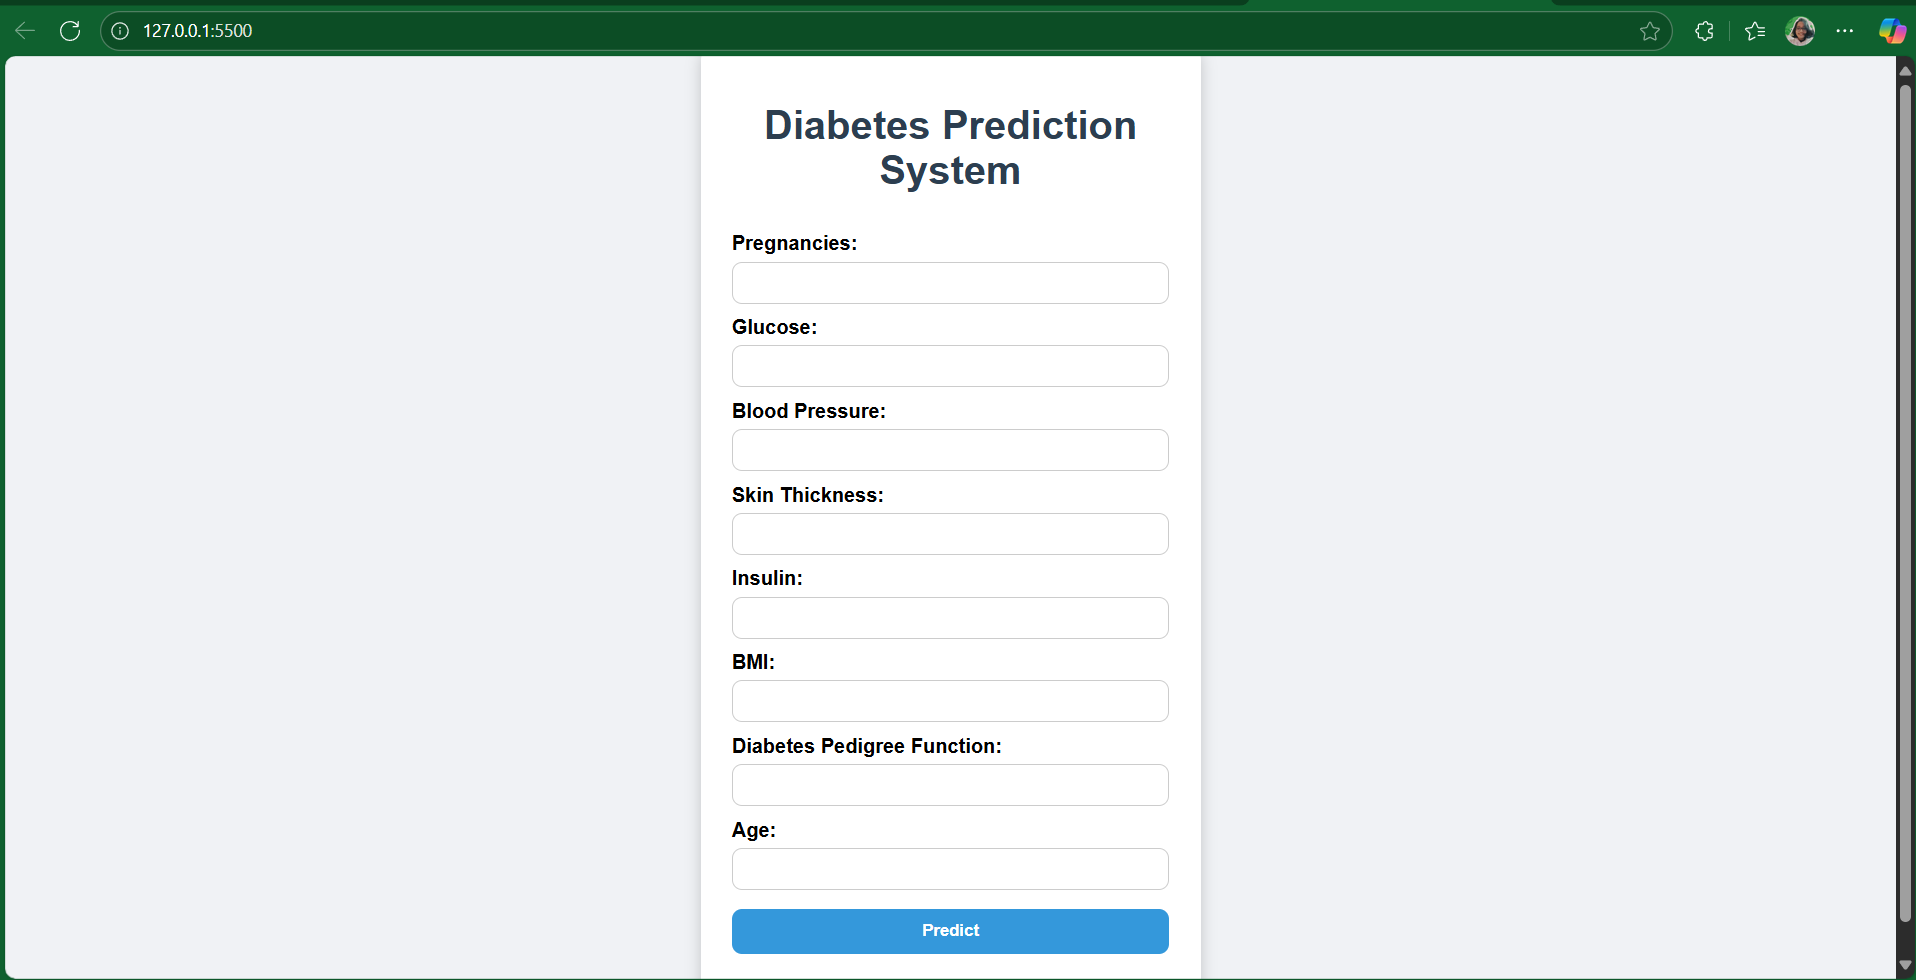 127.0.0.1:5500
Diabetes Prediction
System
Pregnancies:
Glucose:
Blood Pressure:
Skin Thickness:
Insulin:
BMI:
Diabetes Pedigree Function:
Age:
Predict